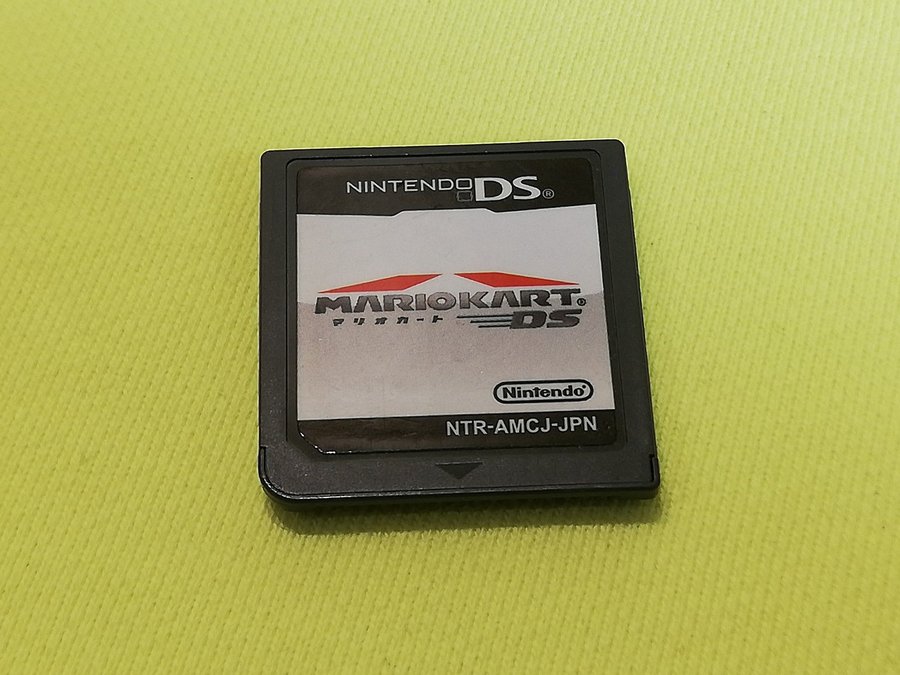 NINTENDO DS®
MARIOKART®
マリオカート DS
Nintendo®
NTR-AMCJ-JPN